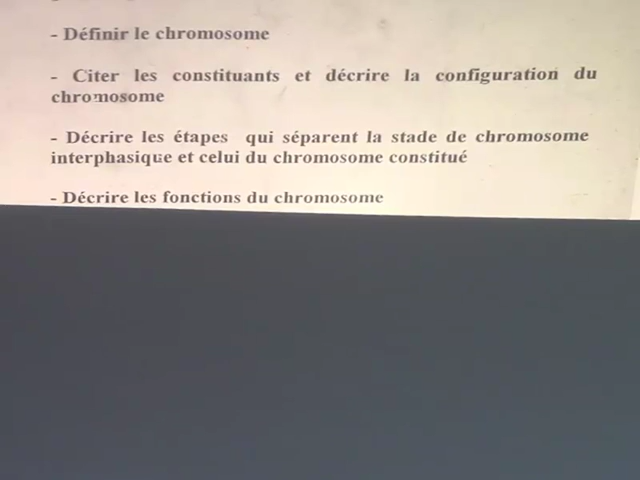 - Définir le chromosome
- Citer les constituants et décrire la configuration du
chromosome
- Décrire les étapes qui séparent la stade de chromosome
interphasique et celui du chromosome constitué
- Décrire les fonctions du chromosome